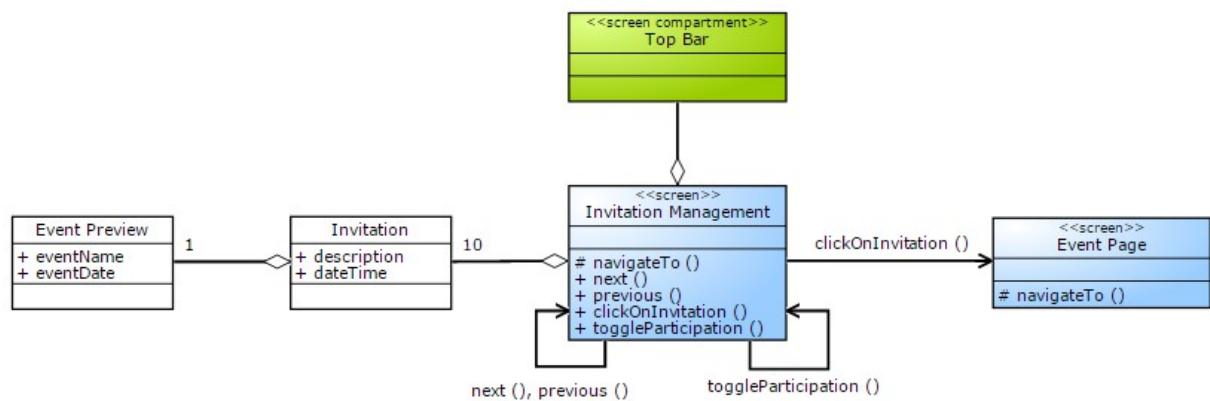 <<screen compartment>>
Top Bar
<<screen>>
Invitation Management
# navigateTo ()
+ next ()
+ previous ()
+ clickOnInvitation ()
+ toggleParticipation ()
Event Preview
+ eventName
+ eventDate
1
Invitation
+ description
+ dateTime
10
clickOnInvitation ()
<<screen>>
Event Page
# navigateTo ()
next (), previous ()
toggleParticipation ()